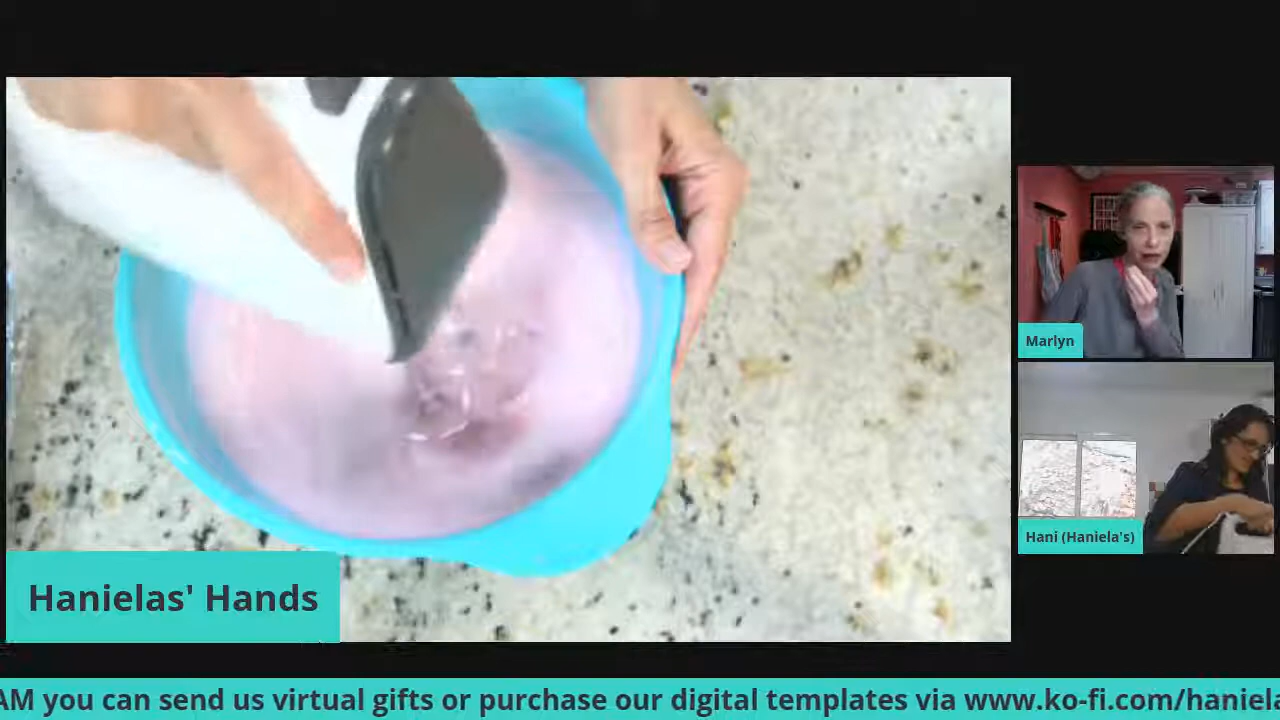 Marlyn
Hani (Haniela's)
Hanielas' Hands
AM you can send us virtual gifts or purchase our digital templates via www.ko-fi.com/haniela